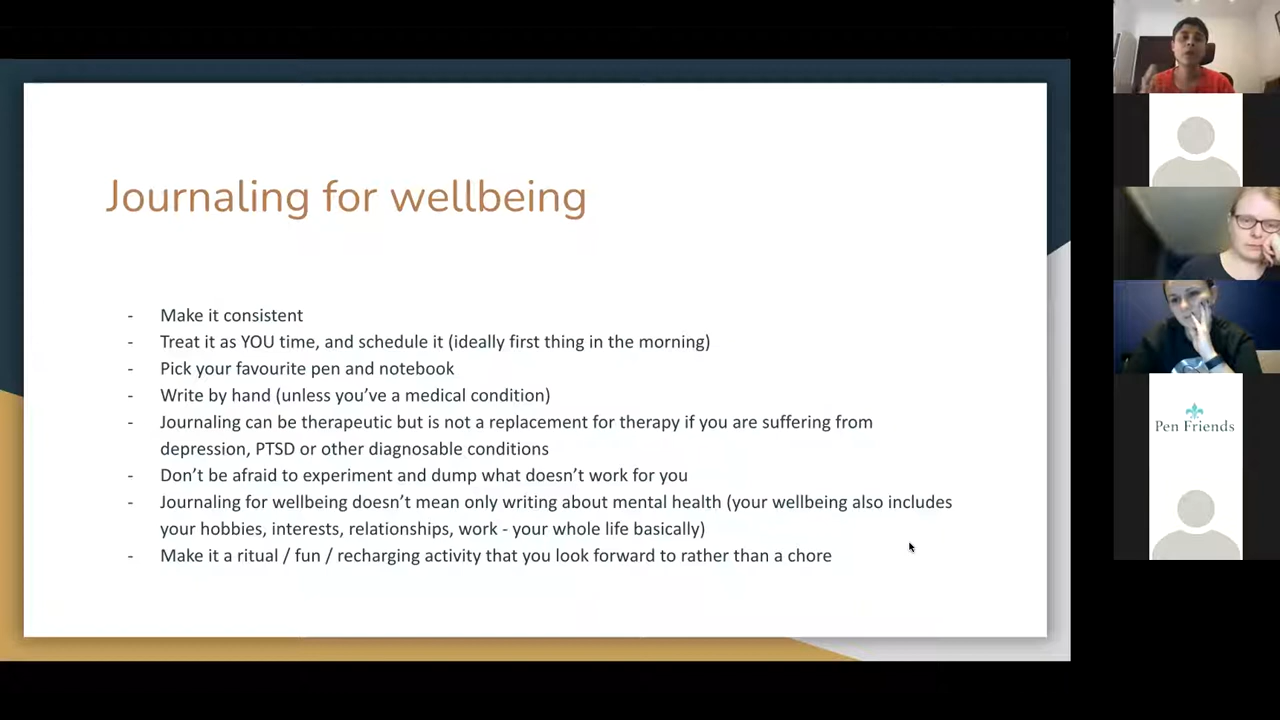 Journaling for wellbeing
- Make it consistent
- Treat it as YOU time, and schedule it (ideally first thing in the morning)
- Pick your favourite pen and notebook
- Write by hand (unless you’ve a medical condition)
- Journaling can be therapeutic but is not a replacement for therapy if you are suffering from
depression, PTSD or other diagnosable conditions
- Don’t be afraid to experiment and dump what doesn’t work for you
- Journaling for wellbeing doesn’t mean only writing about mental health (your wellbeing also includes
your hobbies, interests, relationships, work - your whole life basically)
- Make it a ritual / fun / recharging activity that you look forward to rather than a chore
Pen Friends